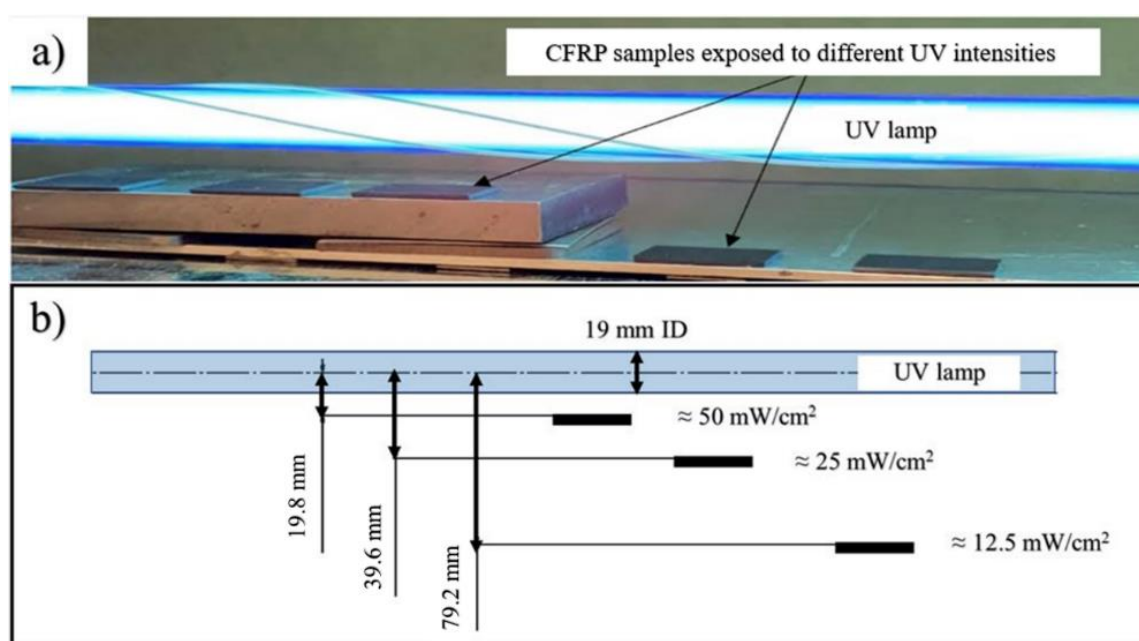 a)
CFRP samples exposed to different UV intensities
UV lamp
b)
19 mm ID
UV lamp
≈ 50 mW/cm²
≈ 25 mW/cm²
≈ 12.5 mW/cm²
19.8 mm
39.6 mm
79.2 mm